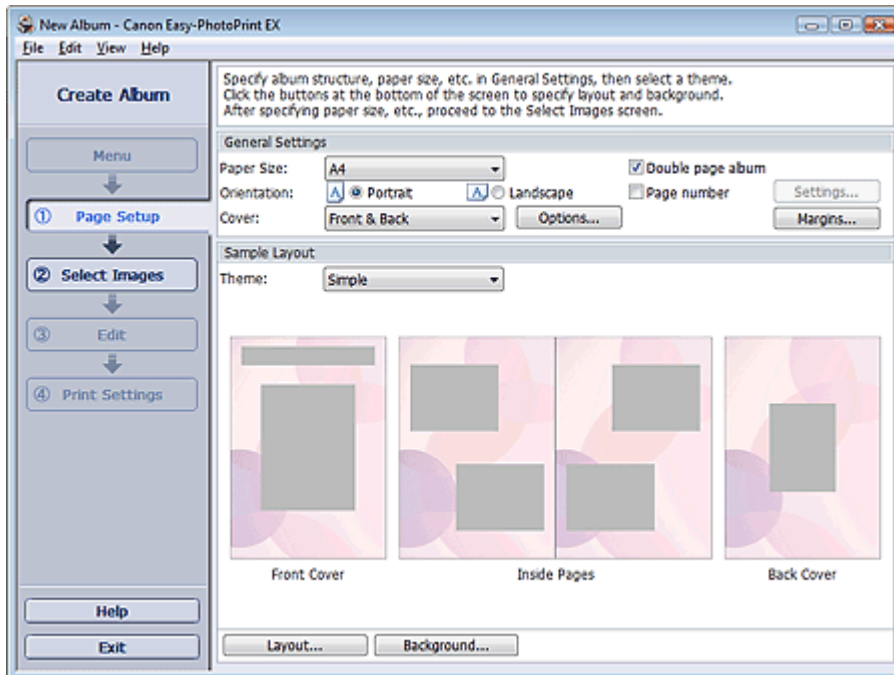 New Album - Canon Easy-PhotoPrint EX
File Edit View Help
Create Album
Menu
① Page Setup
② Select Images
③ Edit
④ Print Settings
Help
Exit
Specify album structure, paper size, etc. in General Settings, then select a theme.
Click the buttons at the bottom of the screen to specify layout and background.
After specifying paper size, etc., proceed to the Select Images screen.
General Settings
Paper Size: A4 Double page album
Orientation: A Portrait A Landscape Page number Settings...
Cover: Front & Back Options... Margins...
Sample Layout
Theme: Simple
Front Cover Inside Pages Back Cover
Layout... Background...